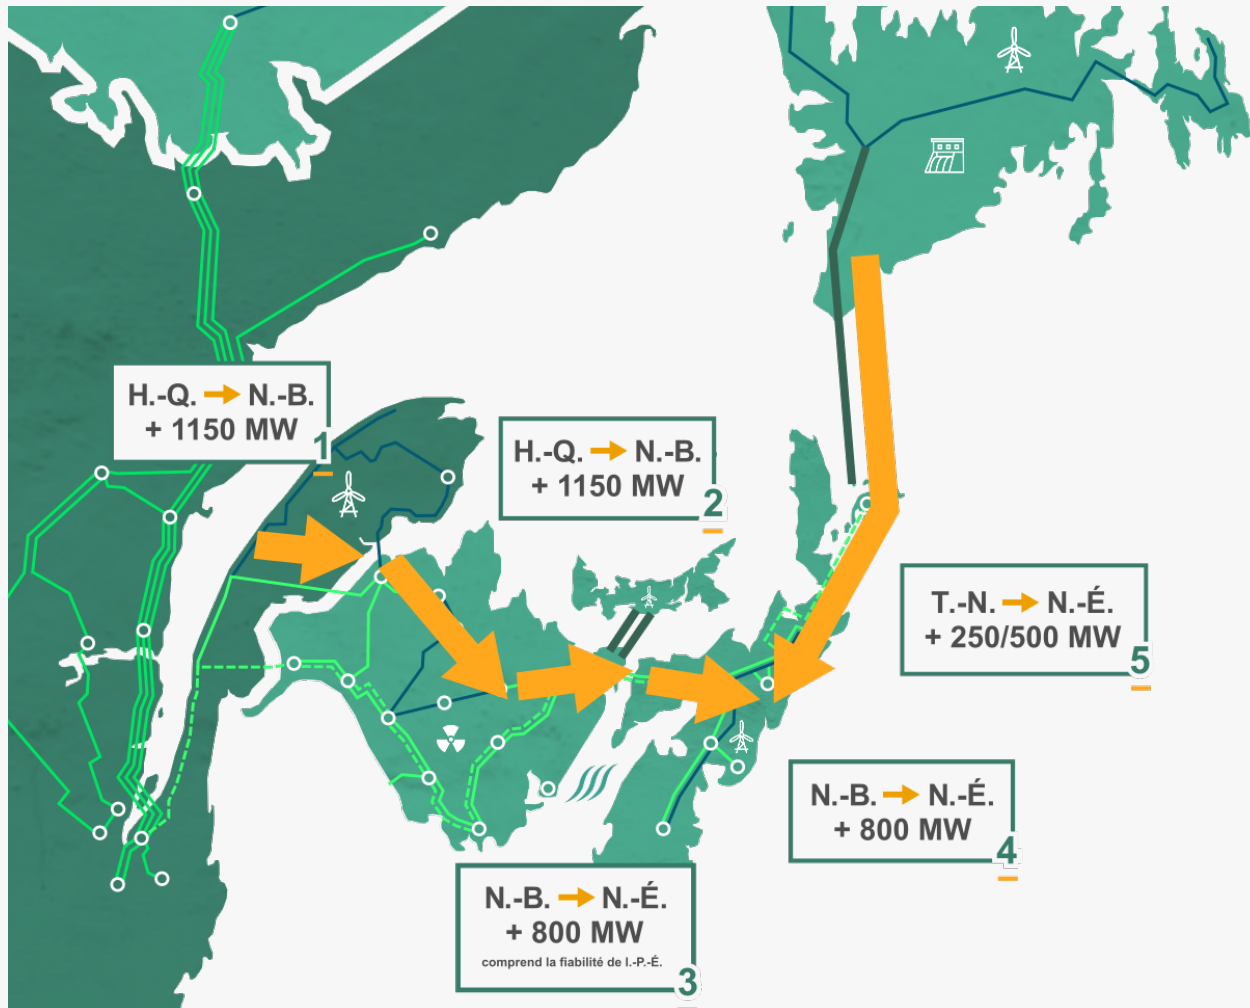 H.-Q. → N.-B.
+ 1150 MW
1
H.-Q. → N.-B.
+ 1150 MW
2
T.-N. → N.-É.
+ 250/500 MW
5
N.-B. → N.-É.
+ 800 MW
4
N.-B. → N.-É.
+ 800 MW
comprend la fiabilité de I.-P.-É.
3